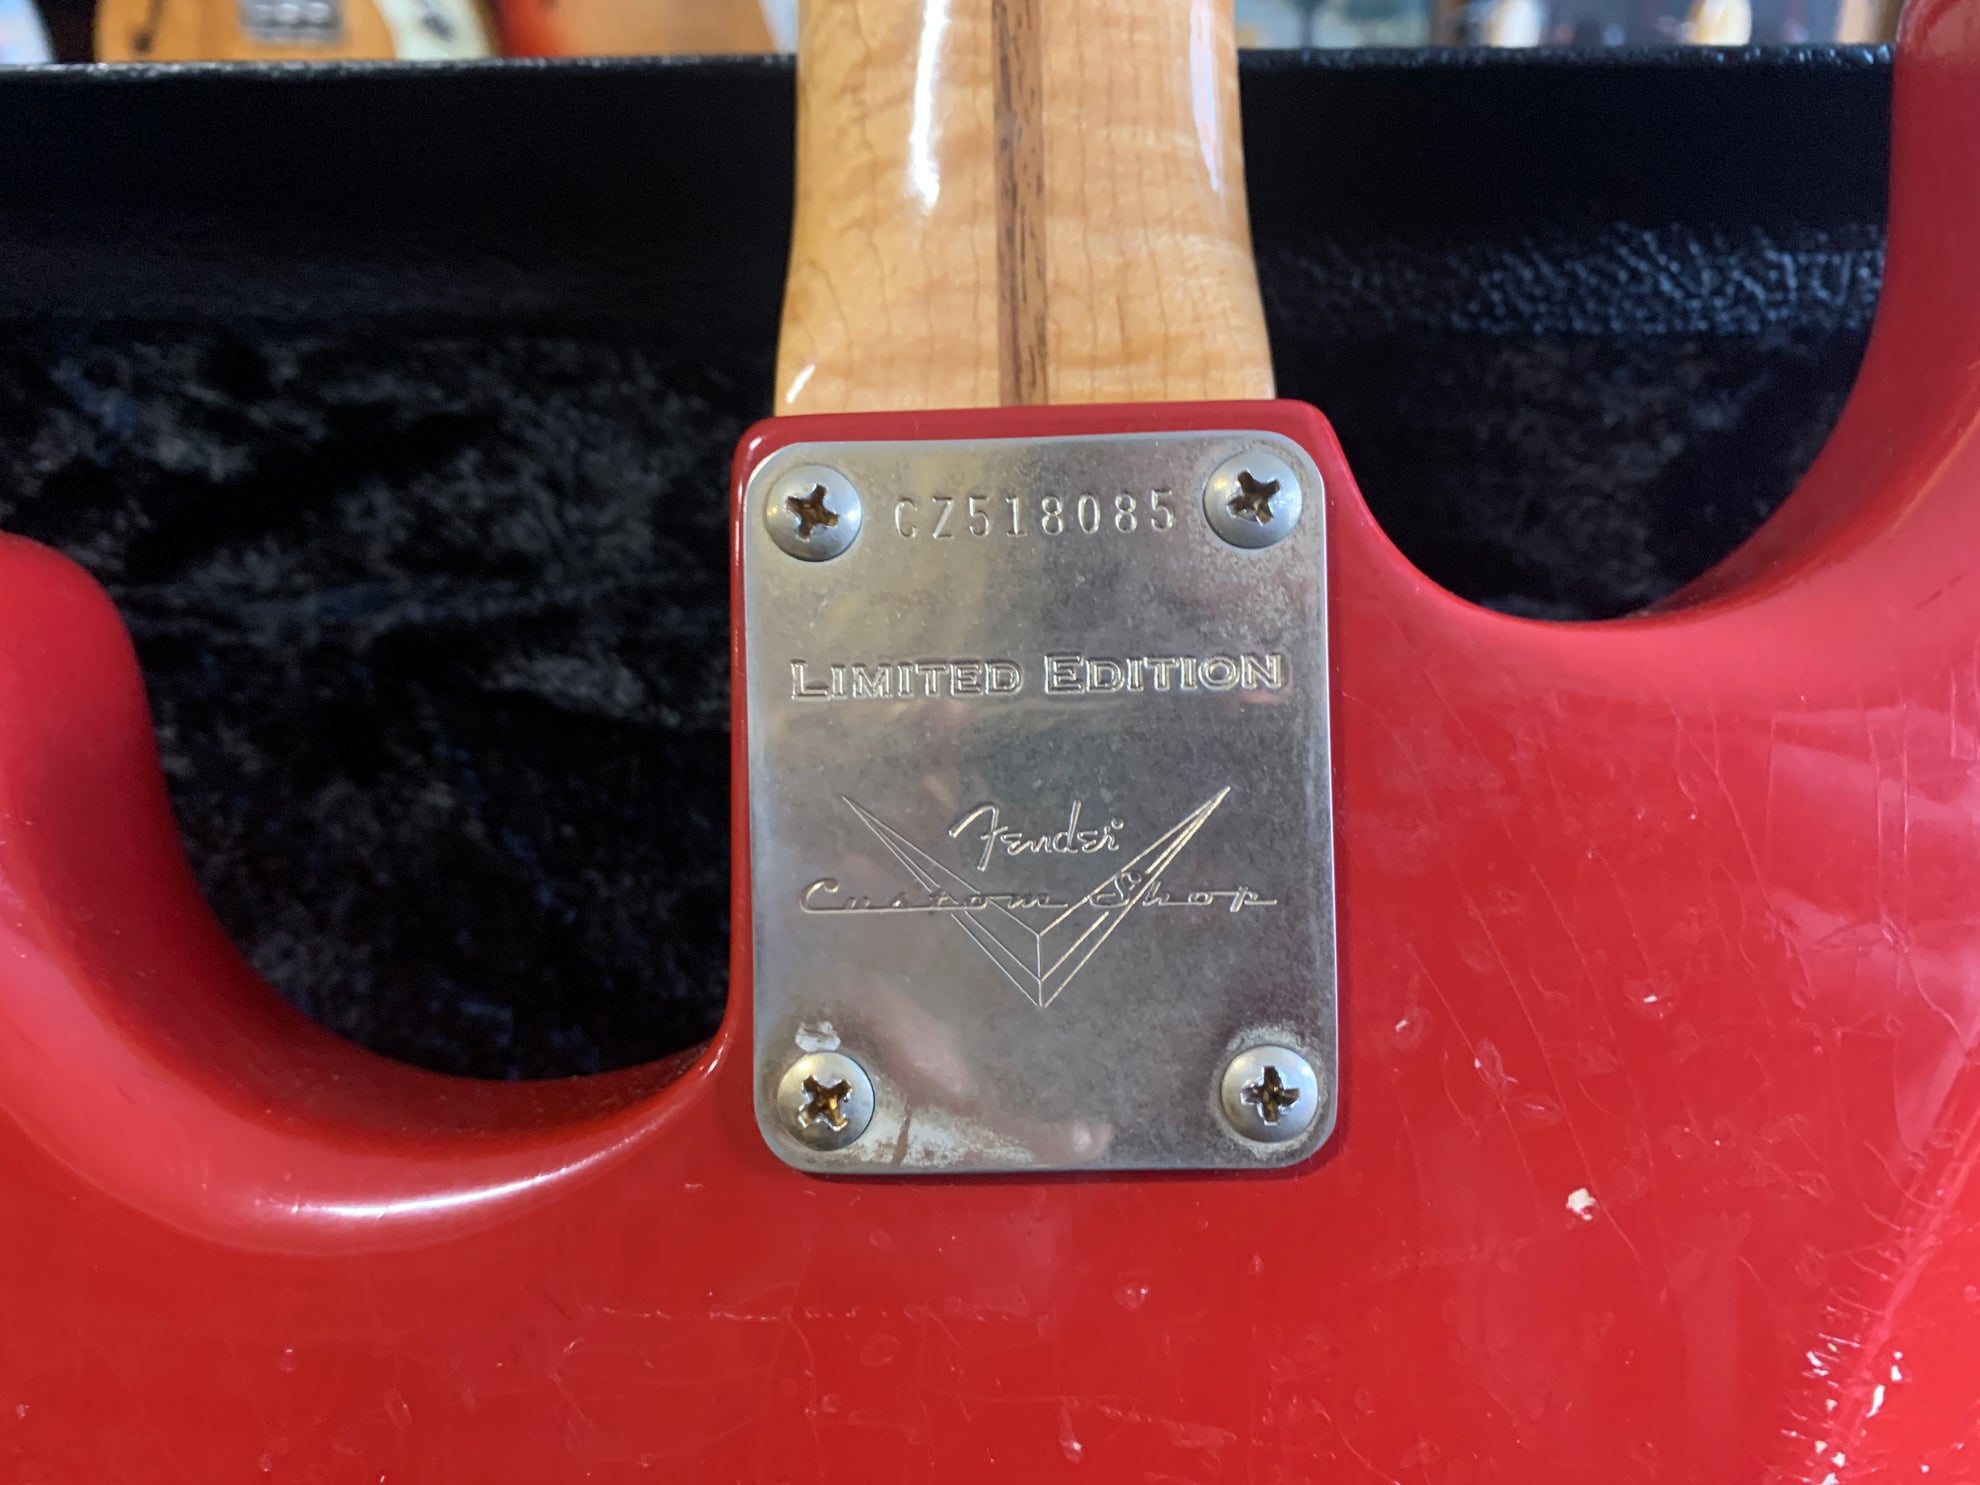 CZ518085
LIMITED EDITION
Fender
Custom Shop